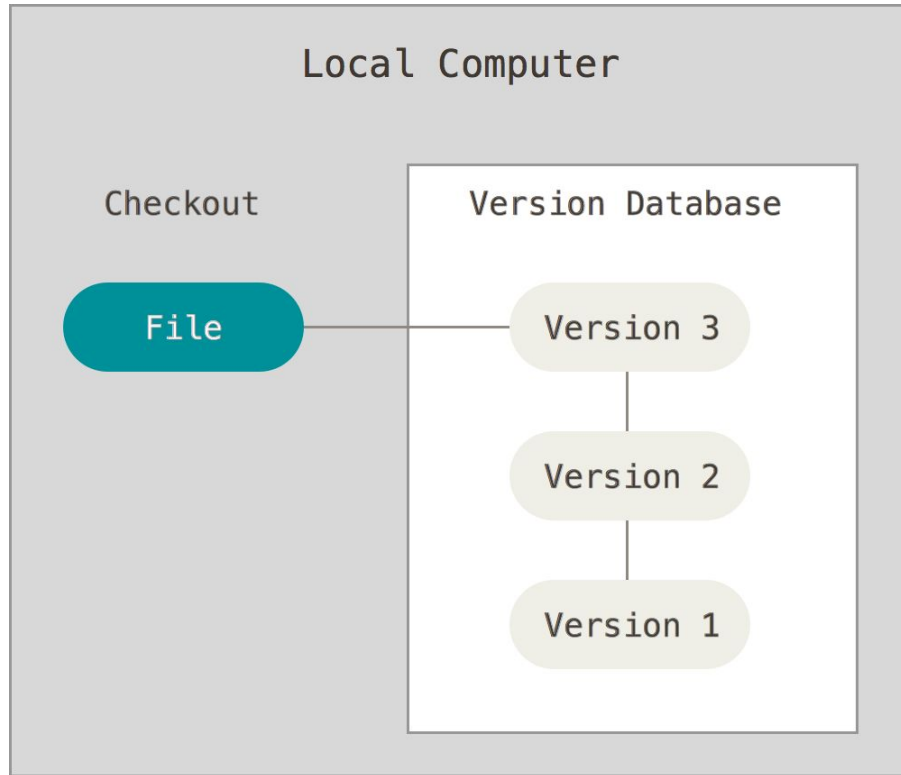 Local Computer
Checkout
Version Database
File
Version 3
Version 2
Version 1